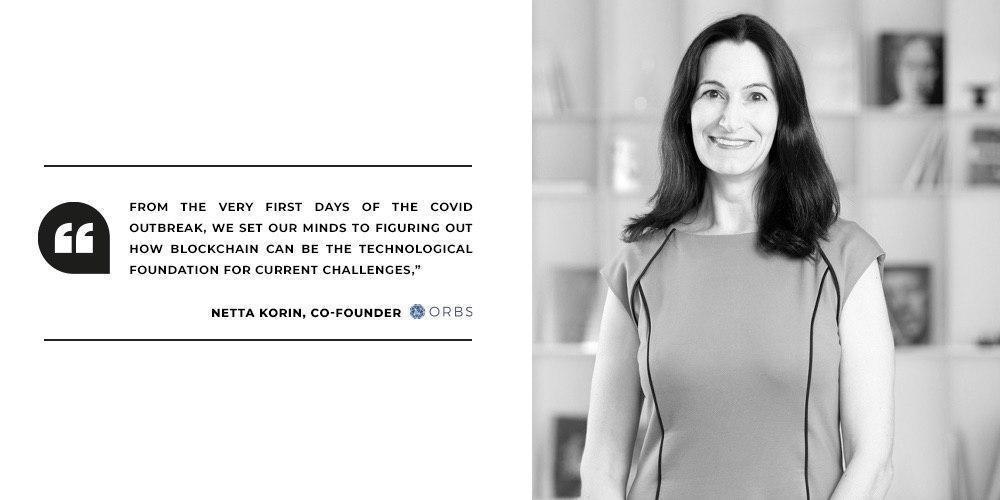 FROM THE VERY FIRST DAYS OF THE COVID
OUTBREAK, WE SET OUR MINDS TO FIGURING OUT
HOW BLOCKCHAIN CAN BE THE TECHNOLOGICAL
FOUNDATION FOR CURRENT CHALLENGES,”
NETTA KORIN, CO-FOUNDER ORBS